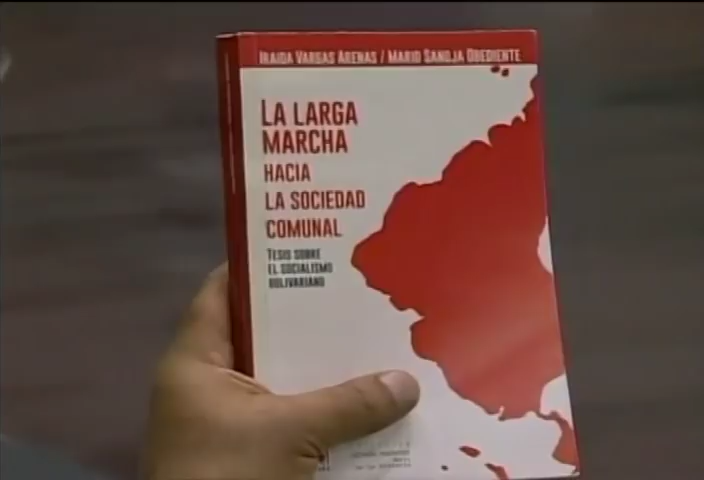 IRAIDA VARGAS ARENAS / MARIO SANOJA OBEDIENTE
LA LARGA
MARCHA
HACIA
LA SOCIEDAD
COMUNAL
TESIS SOBRE
EL SOCIALISMO
BOLIVARIANO